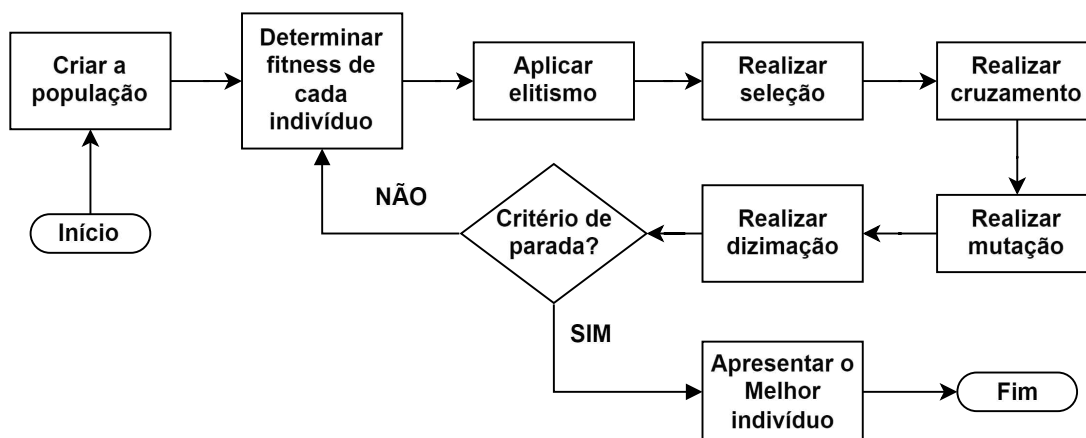 Início
Criar a
população
Determinar
fitness de
cada
indivíduo
Aplicar
elitismo
Realizar
seleção
Realizar
cruzamento
Realizar
mutação
Realizar
dizimação
Critério de
parada?
NÃO
SIM
Apresentar o
Melhor
indivíduo
Fim